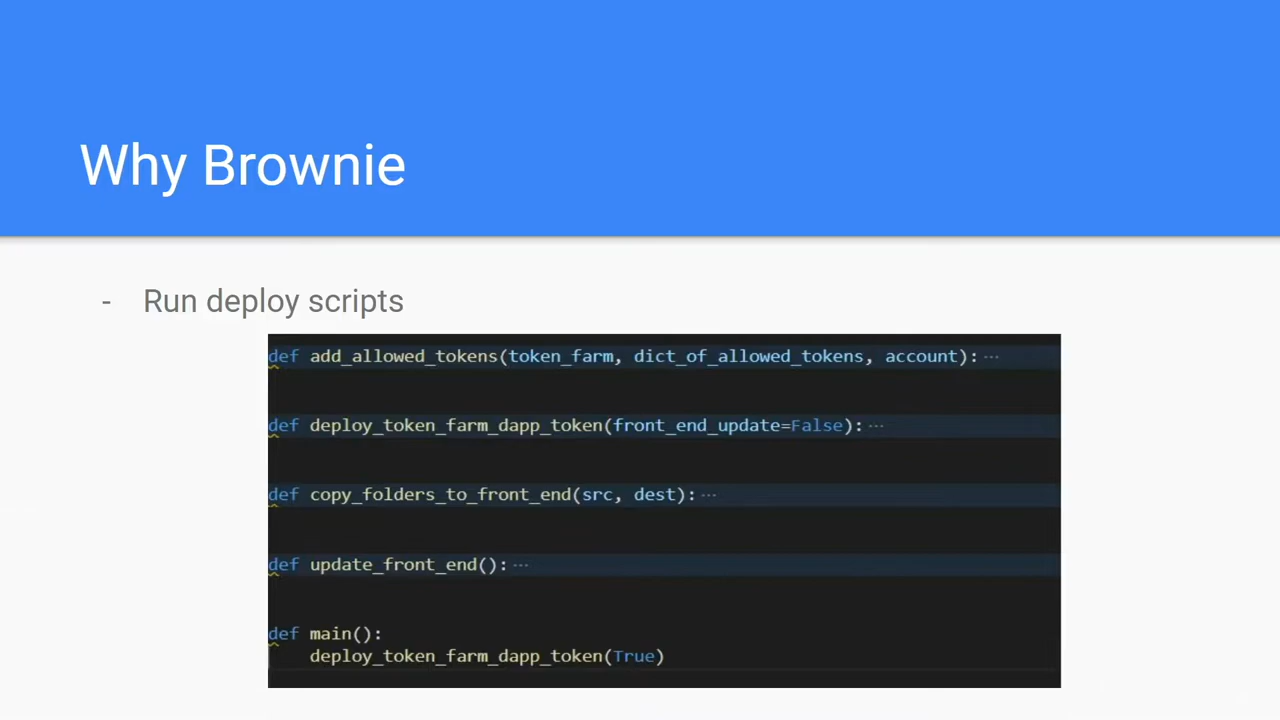 Why Brownie
- Run deploy scripts
def add_allowed_tokens(token_farm, dict_of_allowed_tokens, account): ···
def deploy_token_farm_dapp_token(front_end_update=False): ···
def copy_folders_to_front_end(src, dest): ···
def update_front_end(): ···
def main():
    deploy_token_farm_dapp_token(True)